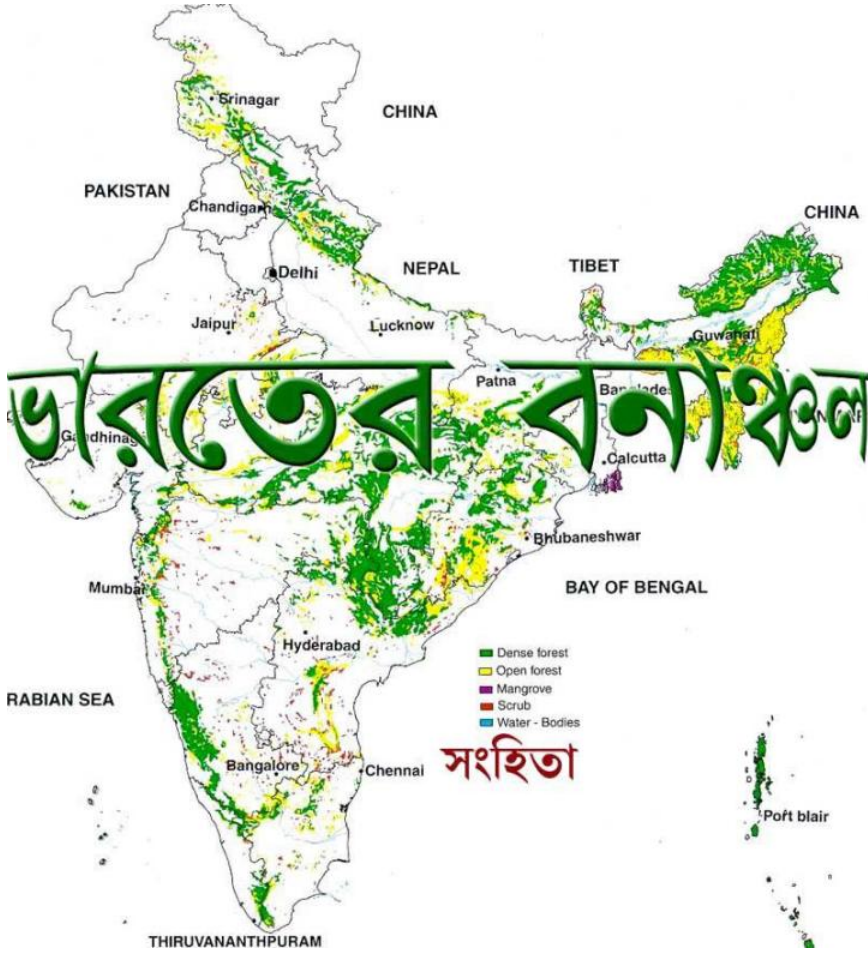 Srinagar
CHINA
PAKISTAN
Chandigarh
CHINA
Delhi
NEPAL
TIBET
Jaipur
Lucknow
Guwahati
ভারতের বনাঞ্চল
Patna
Calcutta
Bhubaneshwar
Mumbai
BAY OF BENGAL
Hyderabad
Dense forest
Open forest
Mangrove
Scrub
Water - Bodies
RABIAN SEA
সংহিতা
Bangalore
Chennai
Port blair
THIRUVANANTHPURAM